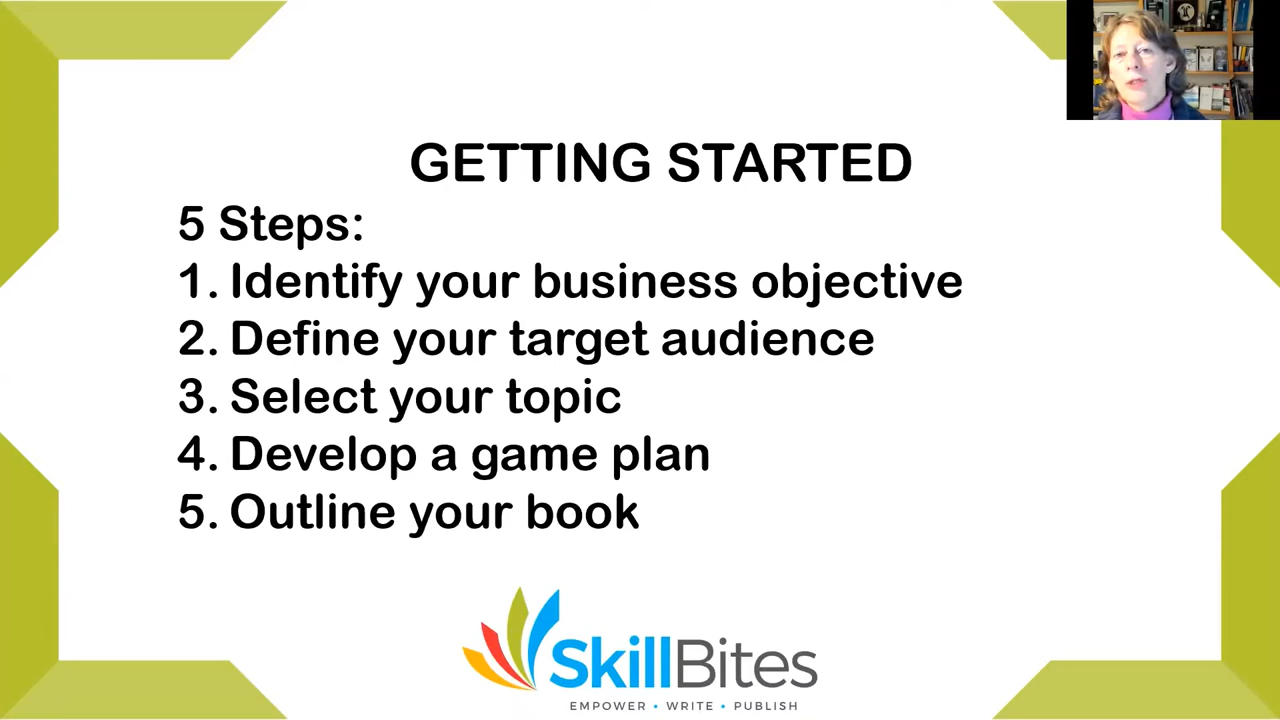 GETTING STARTED
5 Steps:
1. Identify your business objective
2. Define your target audience
3. Select your topic
4. Develop a game plan
5. Outline your book
SkillBites
EMPOWER • WRITE • PUBLISH